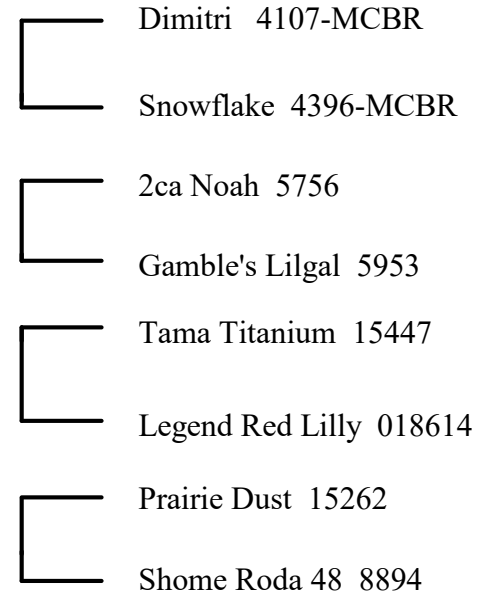 Dimitri 4107-MCBR
Snowflake 4396-MCBR
2ca Noah 5756
Gamble's Lilgal 5953
Tama Titanium 15447
Legend Red Lilly 018614
Prairie Dust 15262
Shome Roda 48 8894